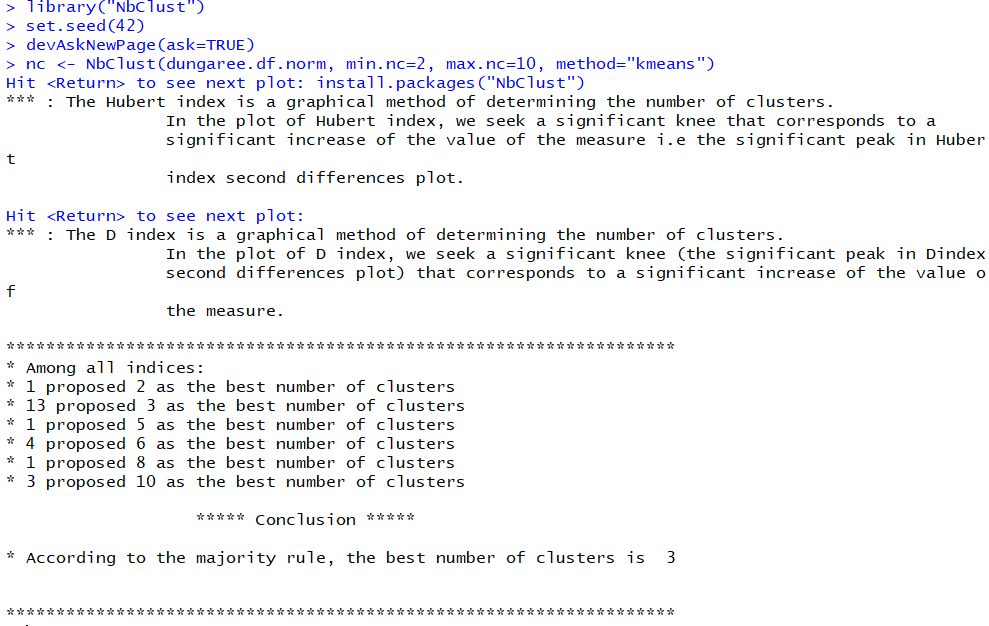 > library("NbClust")
> set.seed(42)
> devAskNewPage(ask=TRUE)
> nc <- NbClust(dungaree.df.norm, min.nc=2, max.nc=10, method="kmeans")
Hit <Return> to see next plot: install.packages("NbClust")
*** : The Hubert index is a graphical method of determining the number of clusters.
                In the plot of Hubert index, we seek a significant knee that corresponds to a
                significant increase of the value of the measure i.e the significant peak in Huber
t
                index second differences plot.

Hit <Return> to see next plot:
*** : The D index is a graphical method of determining the number of clusters.
                In the plot of D index, we seek a significant knee (the significant peak in Dindex
                second differences plot) that corresponds to a significant increase of the value o
f
                the measure.

*******************************************************************
* Among all indices:
* 1 proposed 2 as the best number of clusters
* 13 proposed 3 as the best number of clusters
* 1 proposed 5 as the best number of clusters
* 4 proposed 6 as the best number of clusters
* 1 proposed 8 as the best number of clusters
* 3 proposed 10 as the best number of clusters

                   ***** Conclusion *****

* According to the majority rule, the best number of clusters is  3


*******************************************************************